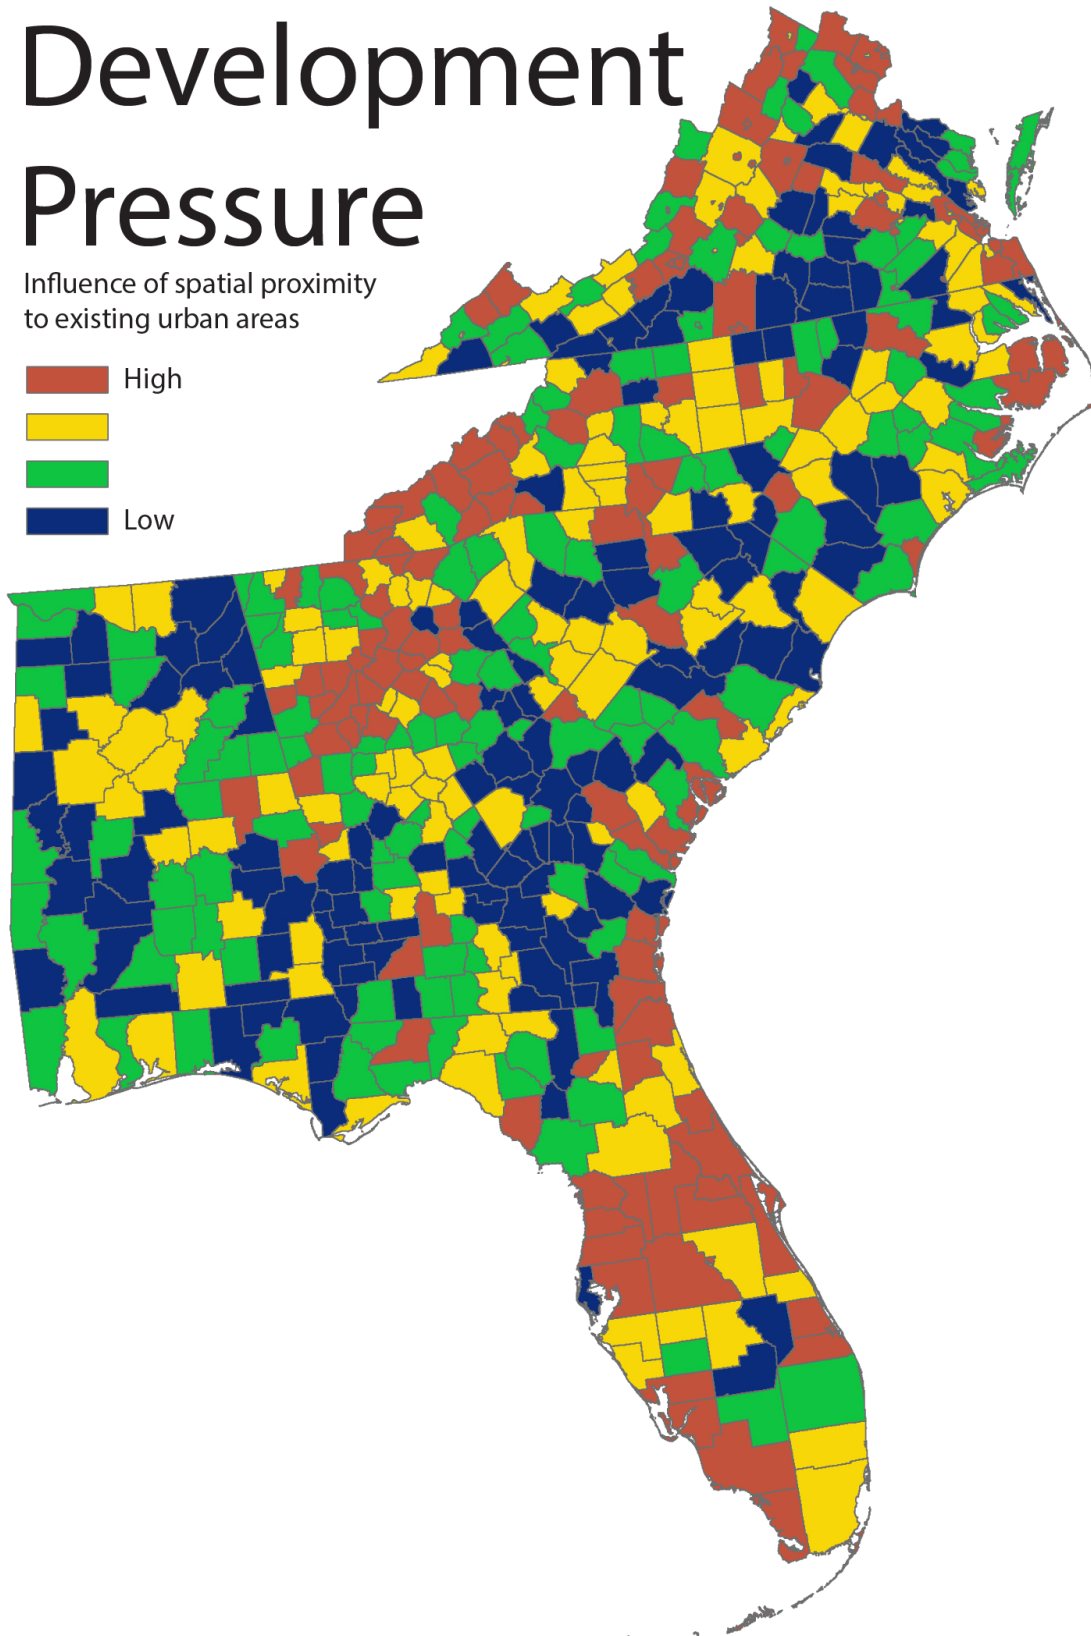 Development
Pressure
Influence of spatial proximity
to existing urban areas
High
Low